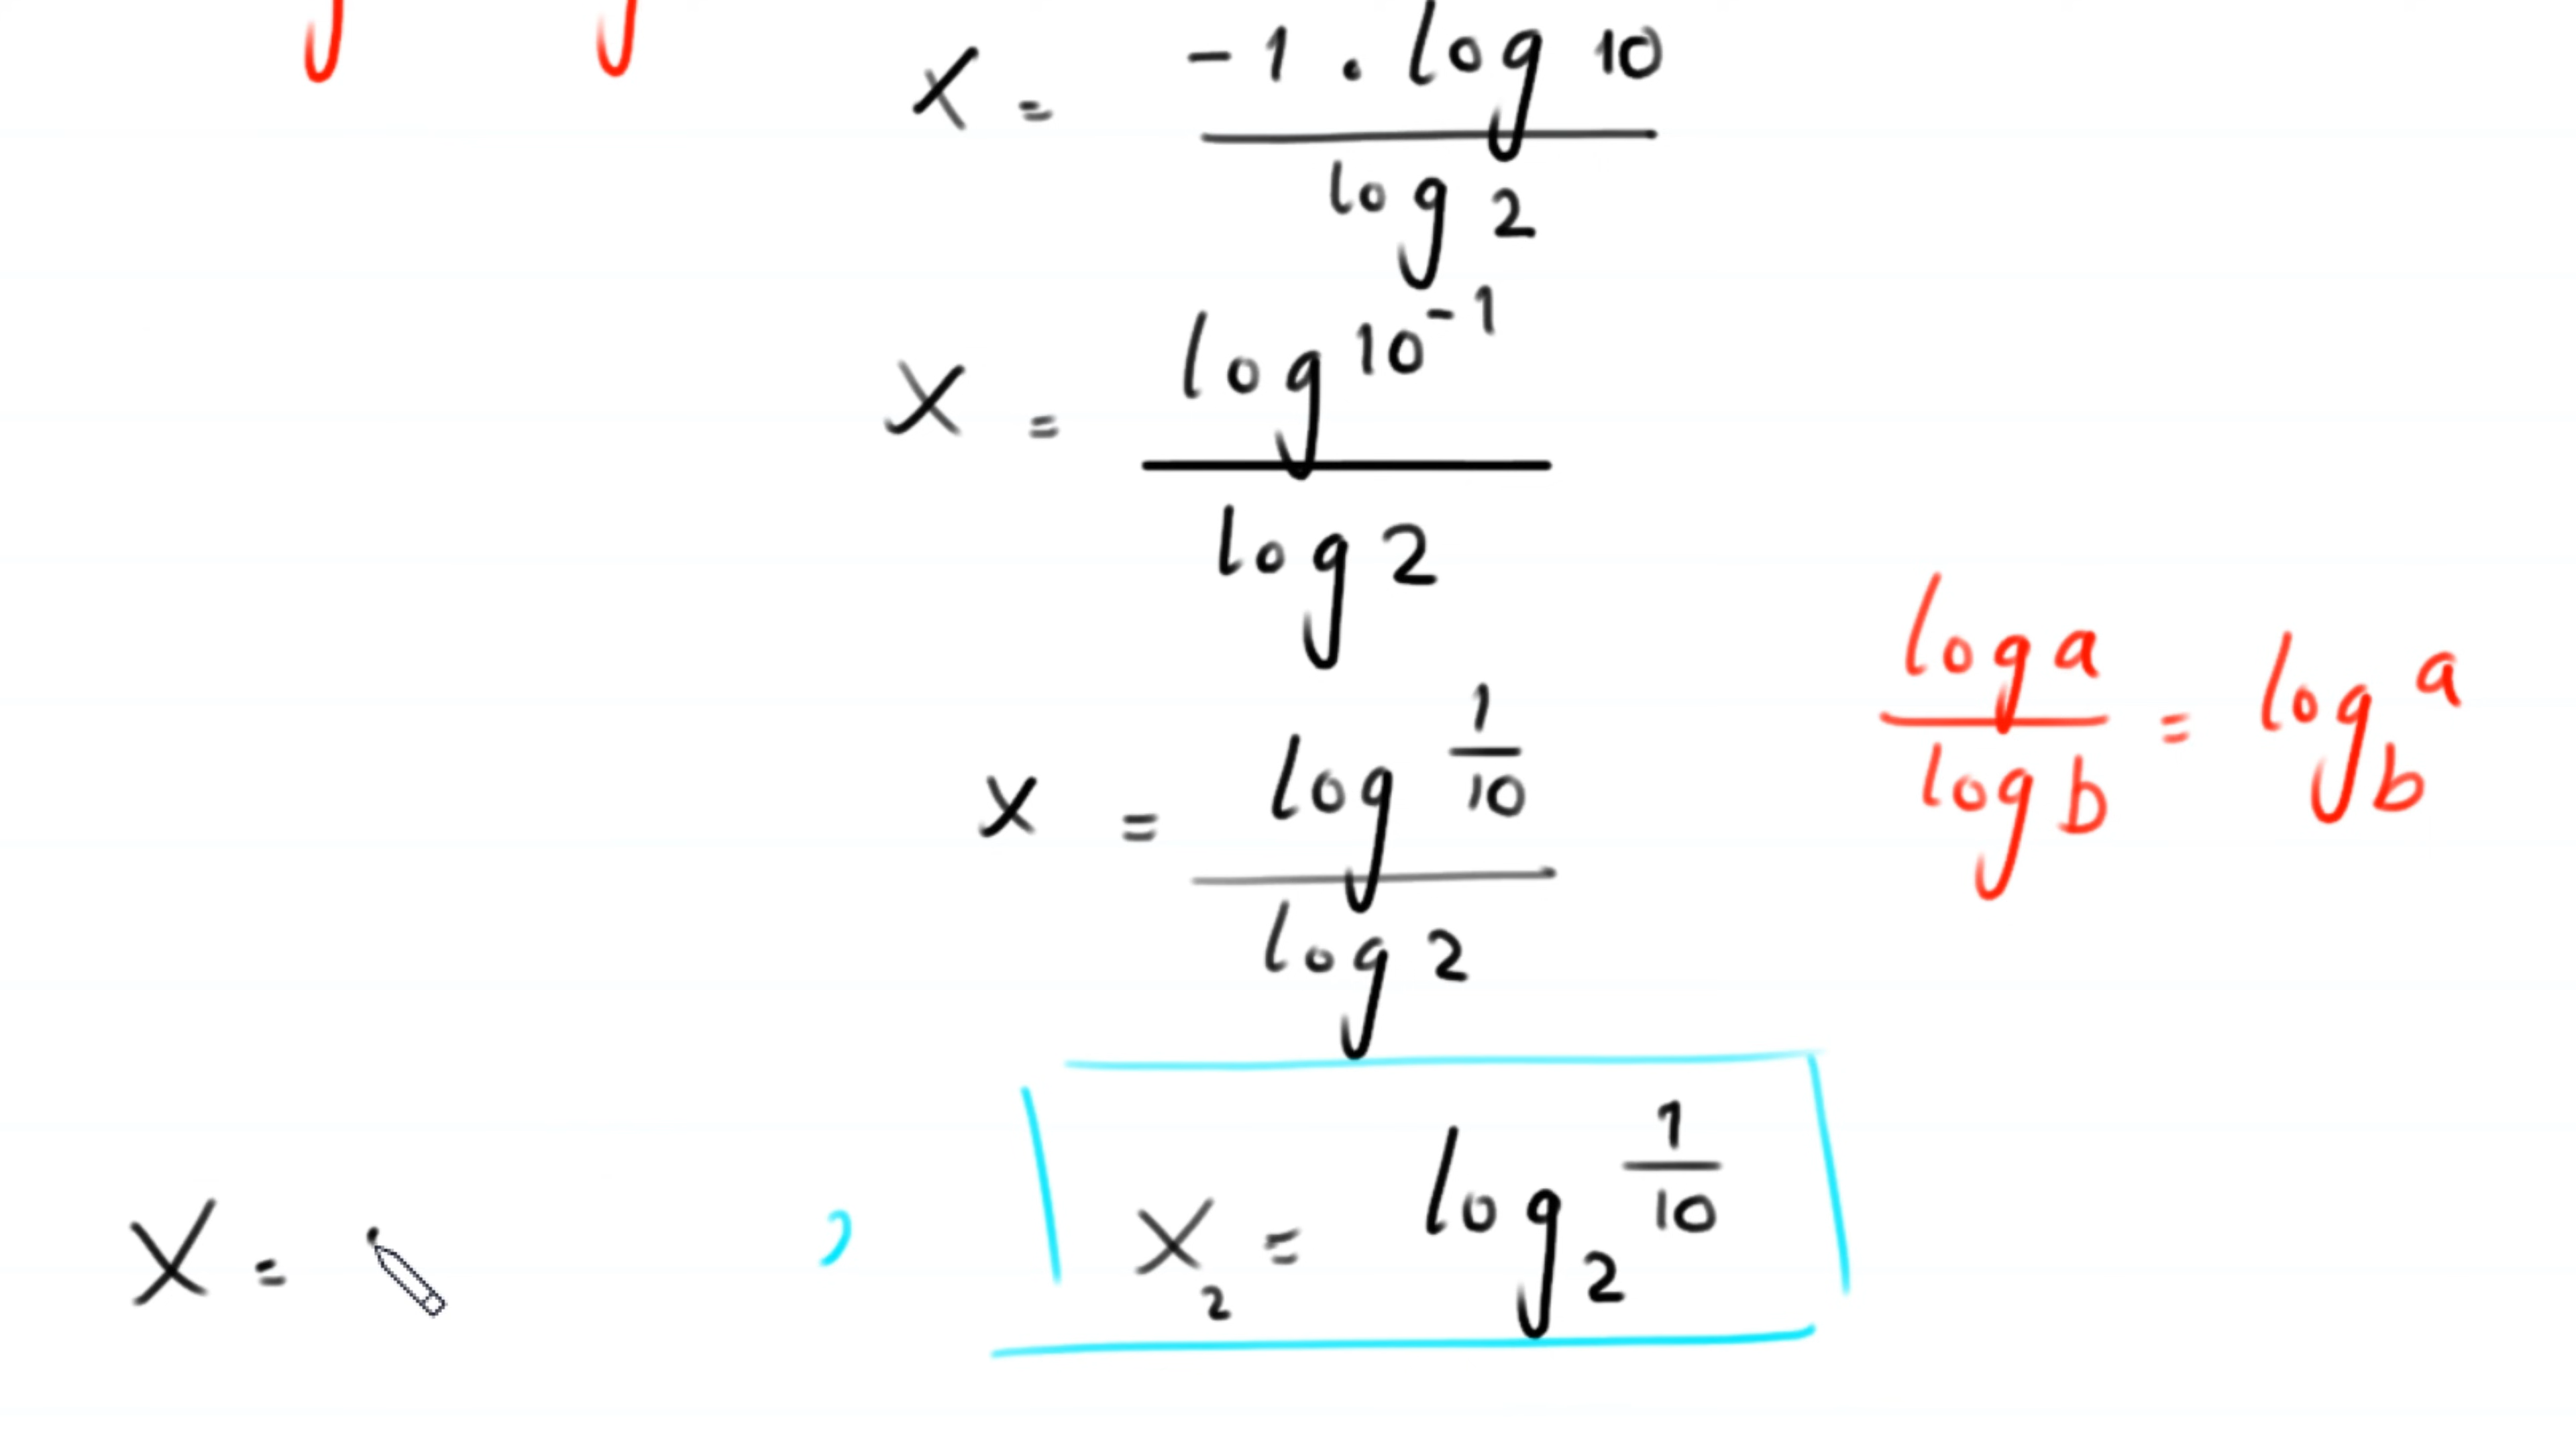 x = -1 . log 10 / log 2
x = log 10⁻¹ / log 2
log a / log b = log_b a
x = log 1/10 / log 2
x = , x₂ = log₂ 1/10